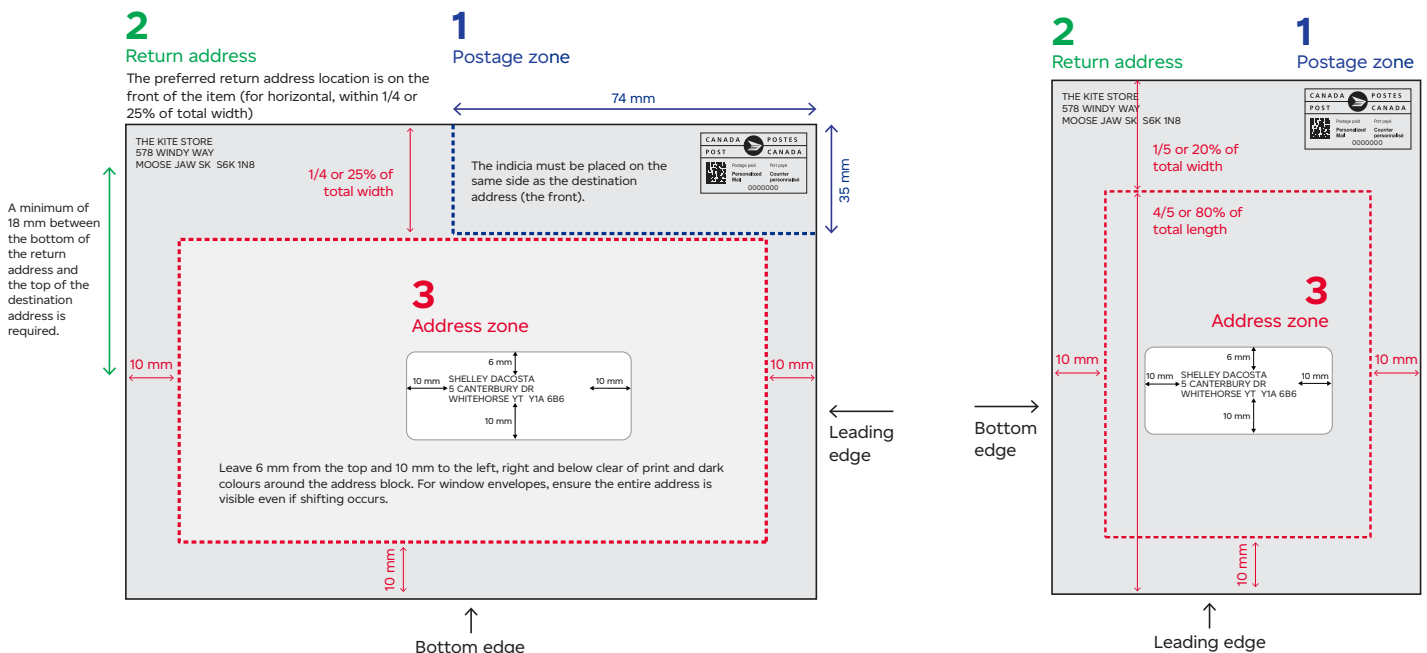 2
Return address
The preferred return address location is on the
front of the item (for horizontal, within 1/4 or
25% of total width)
1
Postage zone
74 mm
THE KITE STORE
578 WINDY WAY
MOOSE JAW SK  S6K 1N8
1/4 or 25% of
total width
The indicia must be placed on the
same side as the destination
address (the front).
CANADA POSTES
POST CANADA
Postage paid Port payé
Personalized Courrier
Mail personnalisé
0000000
35 mm
A minimum of
18 mm between
the bottom of
the return
address and
the top of the
destination
address is
required.
3
Address zone
10 mm
10 mm
6 mm
10 mm
SHELLEY DACOSTA
5 CANTERBURY DR
WHITEHORSE YT  Y1A 6B6
10 mm
10 mm
Leave 6 mm from the top and 10 mm to the left, right and below clear of print and dark
colours around the address block. For window envelopes, ensure the entire address is
visible even if shifting occurs.
10 mm
Leading
edge
Bottom edge
2
Return address
1
Postage zone
THE KITE STORE
578 WINDY WAY
MOOSE JAW SK  S6K 1N8
CANADA POSTES
POST CANADA
Postage paid Port payé
Personalized Courrier
Mail personnalisé
0000000
1/5 or 20% of
total width
4/5 or 80% of
total length
3
Address zone
10 mm
10 mm
6 mm
10 mm
SHELLEY DACOSTA
5 CANTERBURY DR
WHITEHORSE YT  Y1A 6B6
10 mm
10 mm
10 mm
Bottom
edge
Leading edge